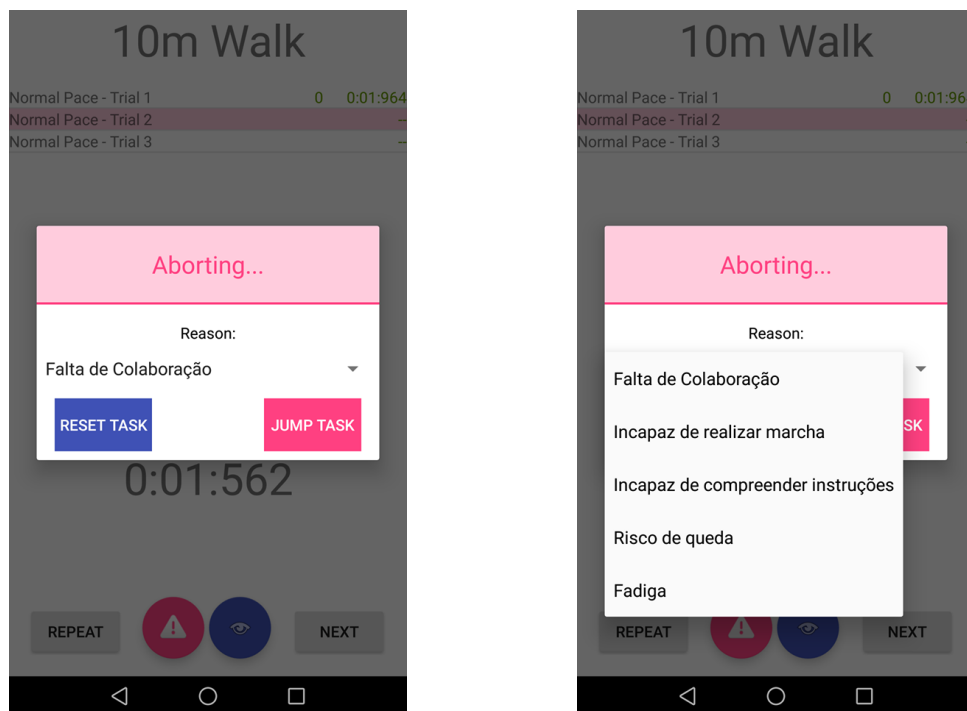 10m Walk
Normal Pace - Trial 1 0 0:01:964
Normal Pace - Trial 2 --
Normal Pace - Trial 3 --
Aborting...
Reason:
Falta de Colaboração
RESET TASK JUMP TASK
0:01:562
REPEAT NEXT
10m Walk
Normal Pace - Trial 1 0 0:01:96
Normal Pace - Trial 2
Normal Pace - Trial 3
Aborting...
Reason:
Falta de Colaboração
SK
Incapaz de realizar marcha
Incapaz de compreender instruções
Risco de queda
Fadiga
REPEAT NEXT